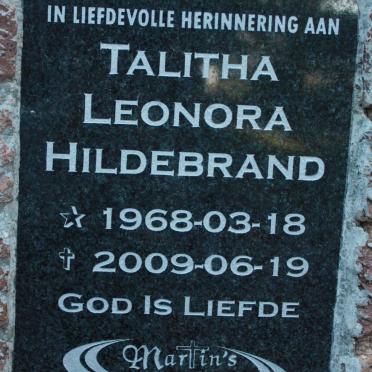 IN LIEFDEVOLLE HERINNERING AAN
TALITHA
LEONORA
HILDEBRAND
☆ 1968-03-18
✝ 2009-06-19
GOD IS LIEFDE
Martin's